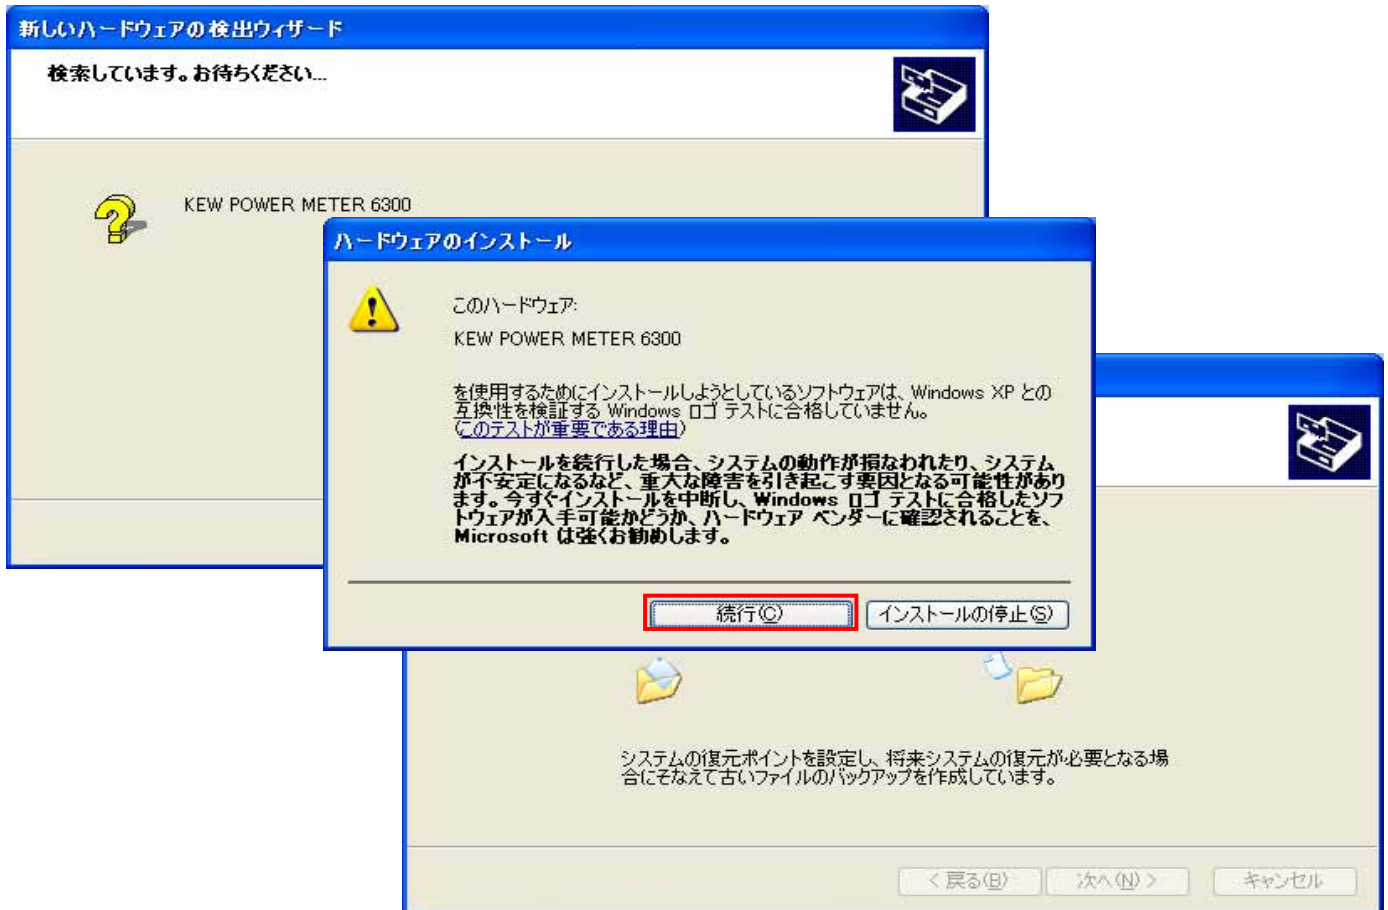 新しいハードウェアの検出ウィザード
検索しています。お待ちください...
KEW POWER METER 6300
ハードウェアのインストール
このハードウェア:
KEW POWER METER 6300
を使用するためにインストールしようとしているソフトウェアは、Windows XP との
互換性を検証する Windows ロゴ テストに合格していません。
(このテストが重要である理由)
インストールを続行した場合、システムの動作が損なわれたり、システム
が不安定になるなど、重大な障害を引き起こす要因となる可能性があり
ます。今すぐインストールを中断し、Windows ロゴ テストに合格したソフ
トウェアが入手可能かどうか、ハードウェア ベンダーに確認されることを、
Microsoft は強くお勧めします。
続行(C)
インストールの停止(S)
システムの復元ポイントを設定し、将来システムの復元が必要となる場
合にそなえて古いファイルのバックアップを作成しています。
< 戻る(B)
次へ(N) >
キャンセル